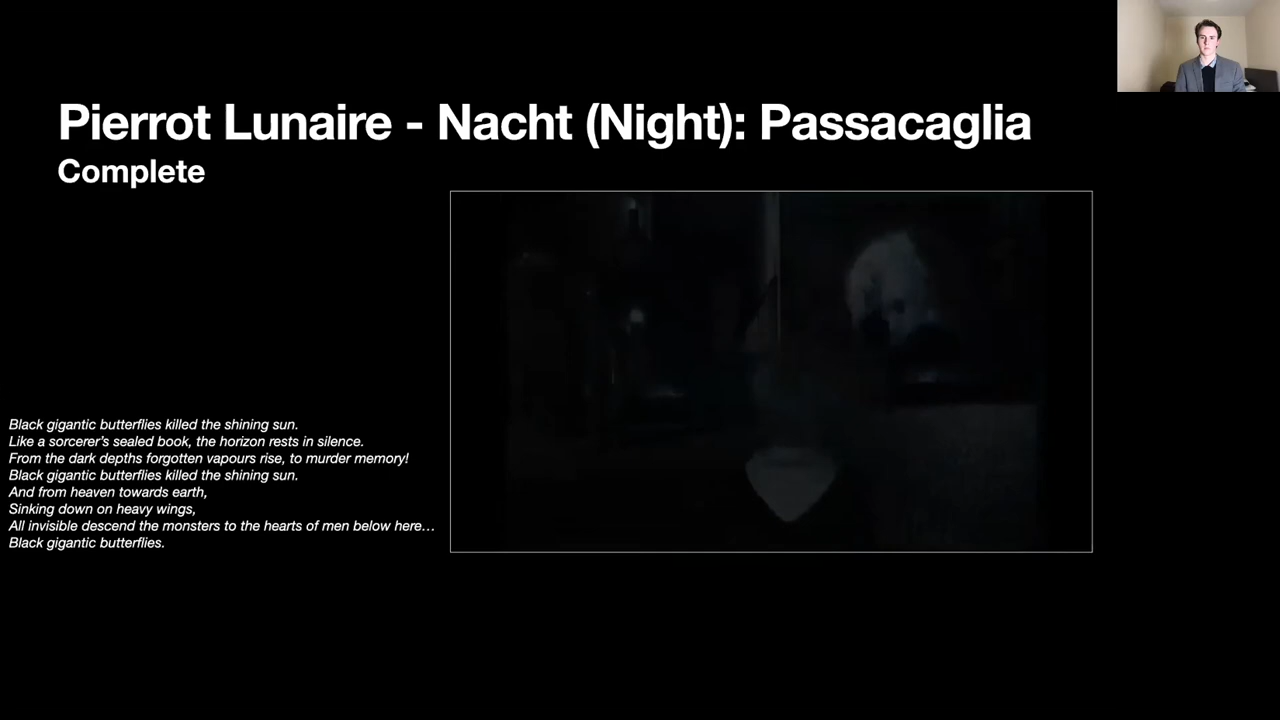 Pierrot Lunaire - Nacht (Night): Passacaglia
Complete
Black gigantic butterflies killed the shining sun.
Like a sorcerer’s sealed book, the horizon rests in silence.
From the dark depths forgotten vapours rise, to murder memory!
Black gigantic butterflies killed the shining sun.
And from heaven towards earth,
Sinking down on heavy wings,
All invisible descend the monsters to the hearts of men below here…
Black gigantic butterflies.